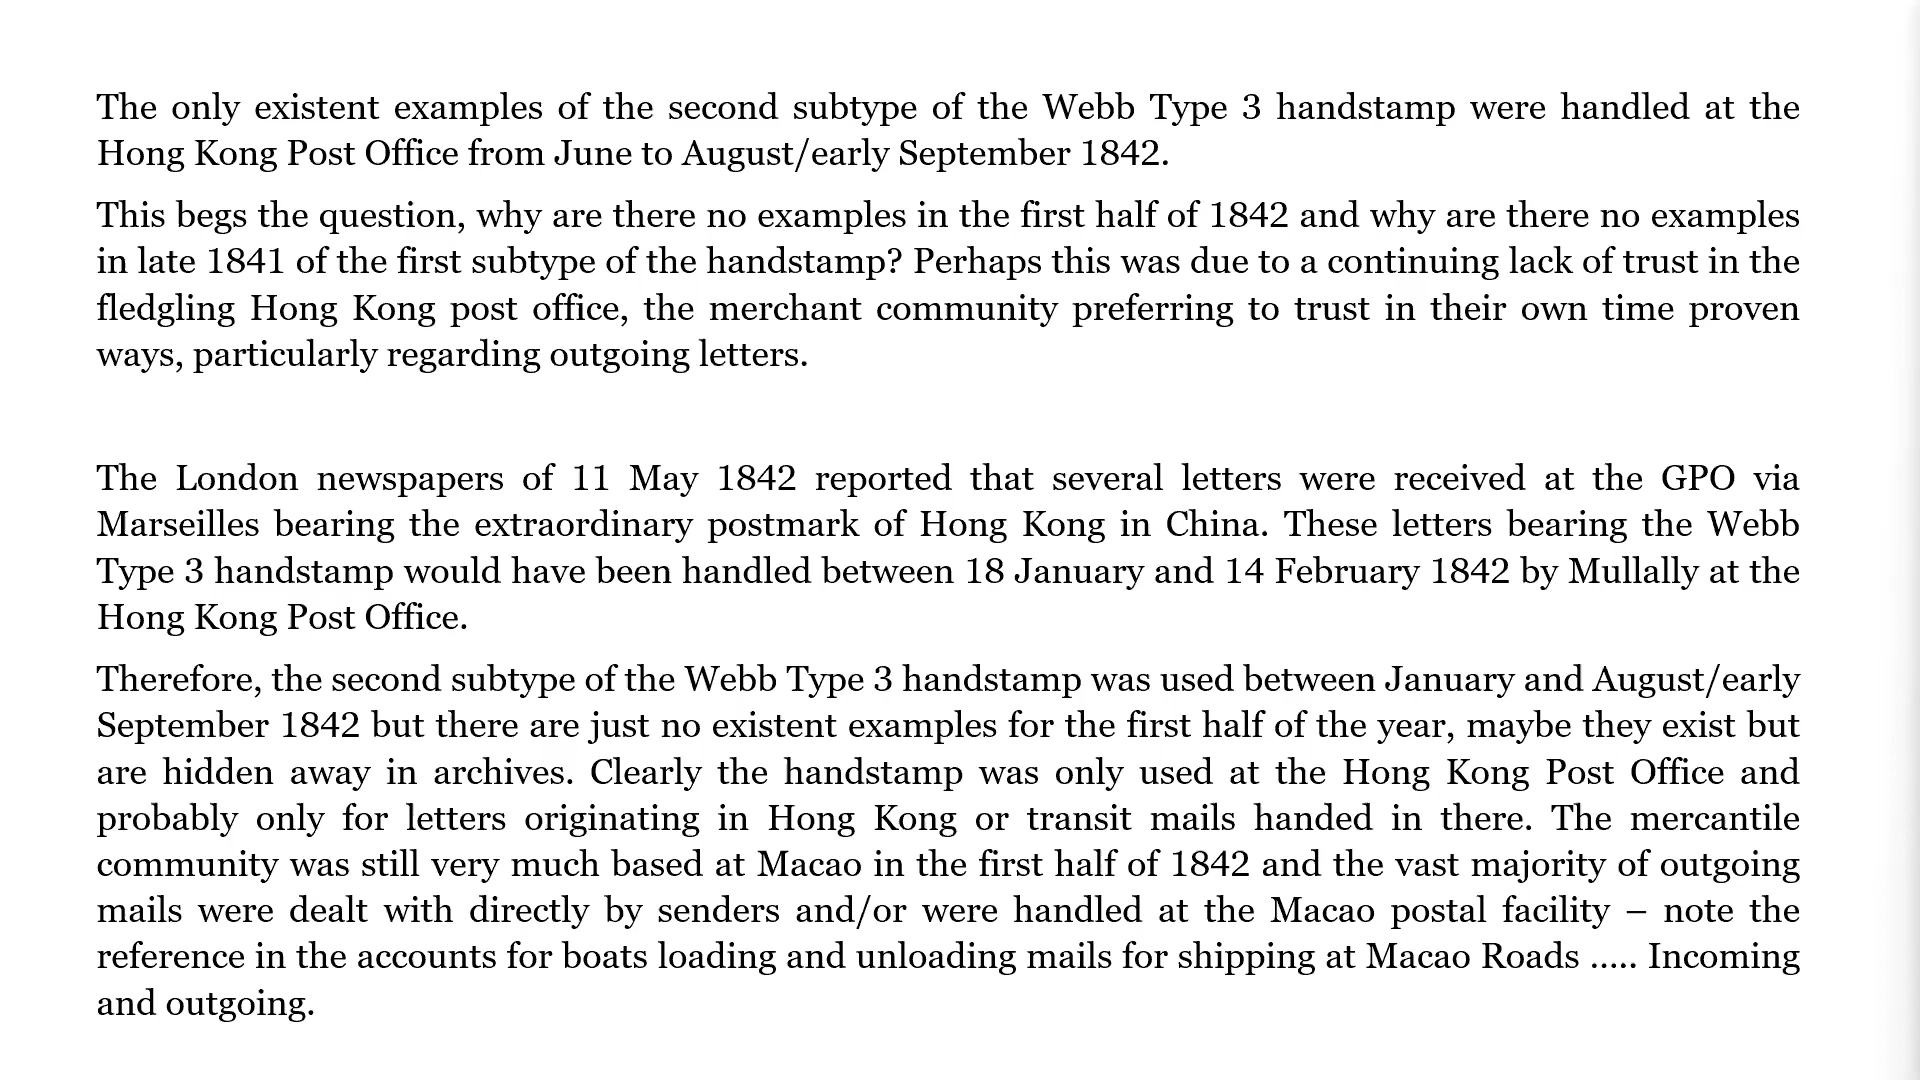 The only existent examples of the second subtype of the Webb Type 3 handstamp were handled at the
Hong Kong Post Office from June to August/early September 1842.
This begs the question, why are there no examples in the first half of 1842 and why are there no examples
in late 1841 of the first subtype of the handstamp? Perhaps this was due to a continuing lack of trust in the
fledgling Hong Kong post office, the merchant community preferring to trust in their own time proven
ways, particularly regarding outgoing letters.
The London newspapers of 11 May 1842 reported that several letters were received at the GPO via
Marseilles bearing the extraordinary postmark of Hong Kong in China. These letters bearing the Webb
Type 3 handstamp would have been handled between 18 January and 14 February 1842 by Mullally at the
Hong Kong Post Office.
Therefore, the second subtype of the Webb Type 3 handstamp was used between January and August/early
September 1842 but there are just no existent examples for the first half of the year, maybe they exist but
are hidden away in archives. Clearly the handstamp was only used at the Hong Kong Post Office and
probably only for letters originating in Hong Kong or transit mails handed in there. The mercantile
community was still very much based at Macao in the first half of 1842 and the vast majority of outgoing
mails were dealt with directly by senders and/or were handled at the Macao postal facility – note the
reference in the accounts for boats loading and unloading mails for shipping at Macao Roads ..... Incoming
and outgoing.